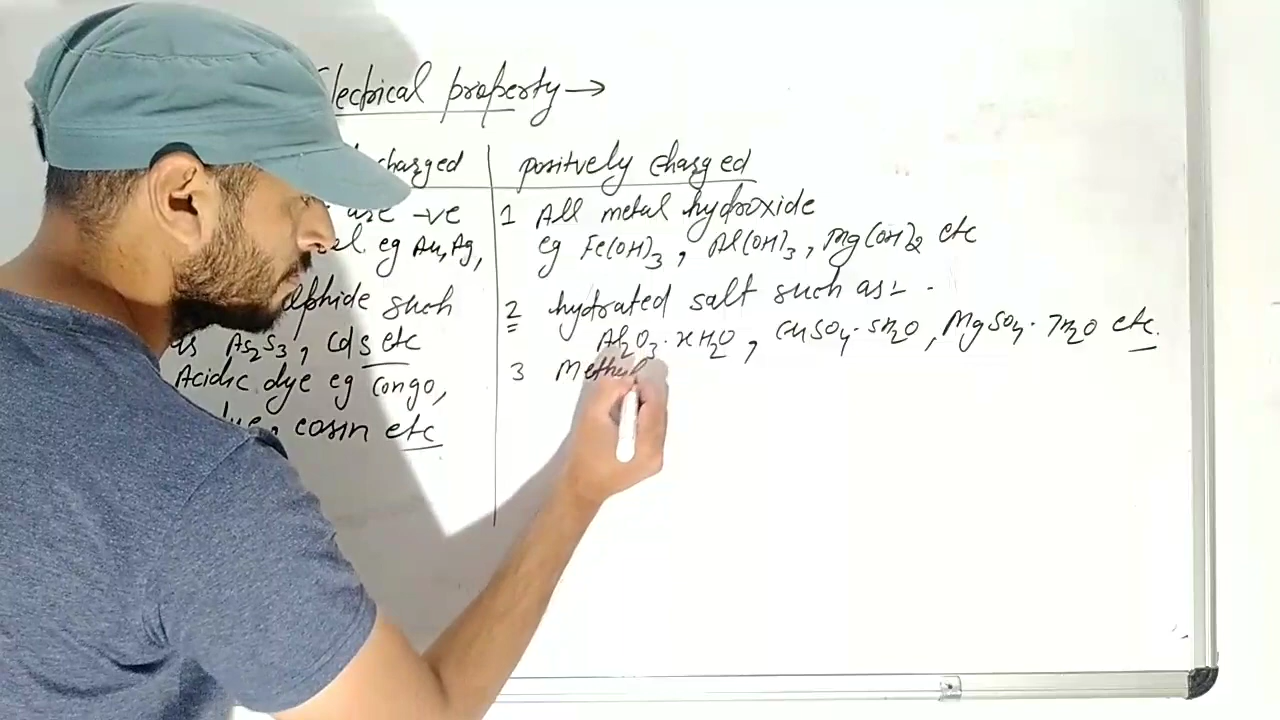 lectrical property →
charged
are -ve
sol. eg Au, Ag,
lphide such
as As₂S₃, Cds etc
Acidic dye eg congo,
eosin etc
positvely charged
1 All metal hydroxide
eg Fe(OH)₃, Al(OH)₃, Mg(OH)₂ etc
2 hydrated salt such as:- .
Al₂O₃·xH₂O, CuSO₄·5H₂O, MgSO₄·7H₂O etc.
3 Methyl